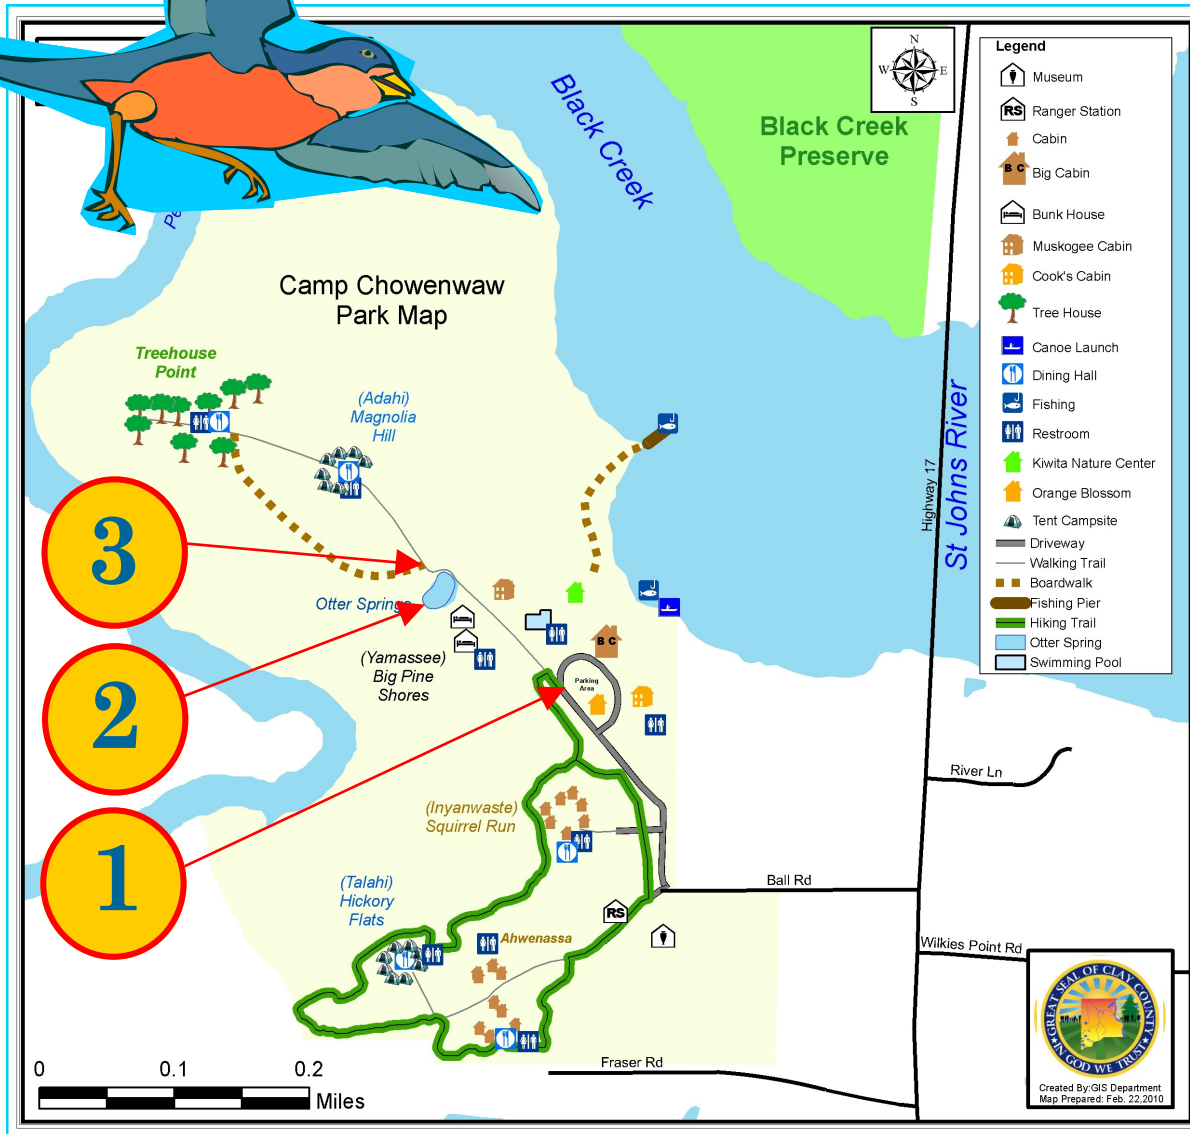 Camp Chowenwaw
Park Map
Black Creek
Black Creek
Preserve
N
W
E
S
Legend
Museum
RS
Ranger Station
Cabin
B C
Big Cabin
Bunk House
Muskogee Cabin
Cook's Cabin
Tree House
Canoe Launch
Dining Hall
Fishing
Restroom
Kiwita Nature Center
Orange Blossom
Tent Campsite
Driveway
Walking Trail
Boardwalk
Fishing Pier
Hiking Trail
Otter Spring
Swimming Pool
Treehouse
Point
(Adahi)
Magnolia
Hill
3
2
1
Otter Springs
(Yamassee)
Big Pine
Shores
B C
Parking
Area
(Inyanwaste)
Squirrel Run
(Talahi)
Hickory
Flats
Ahwenassa
RS
Highway 17
St Johns River
River Ln
Ball Rd
Wilkies Point Rd
Fraser Rd
0
0.1
0.2
Miles
GREAT SEAL OF CLAY COUNTY
IN GOD WE TRUST
Created By:GIS Department
Map Prepared: Feb. 22,2010